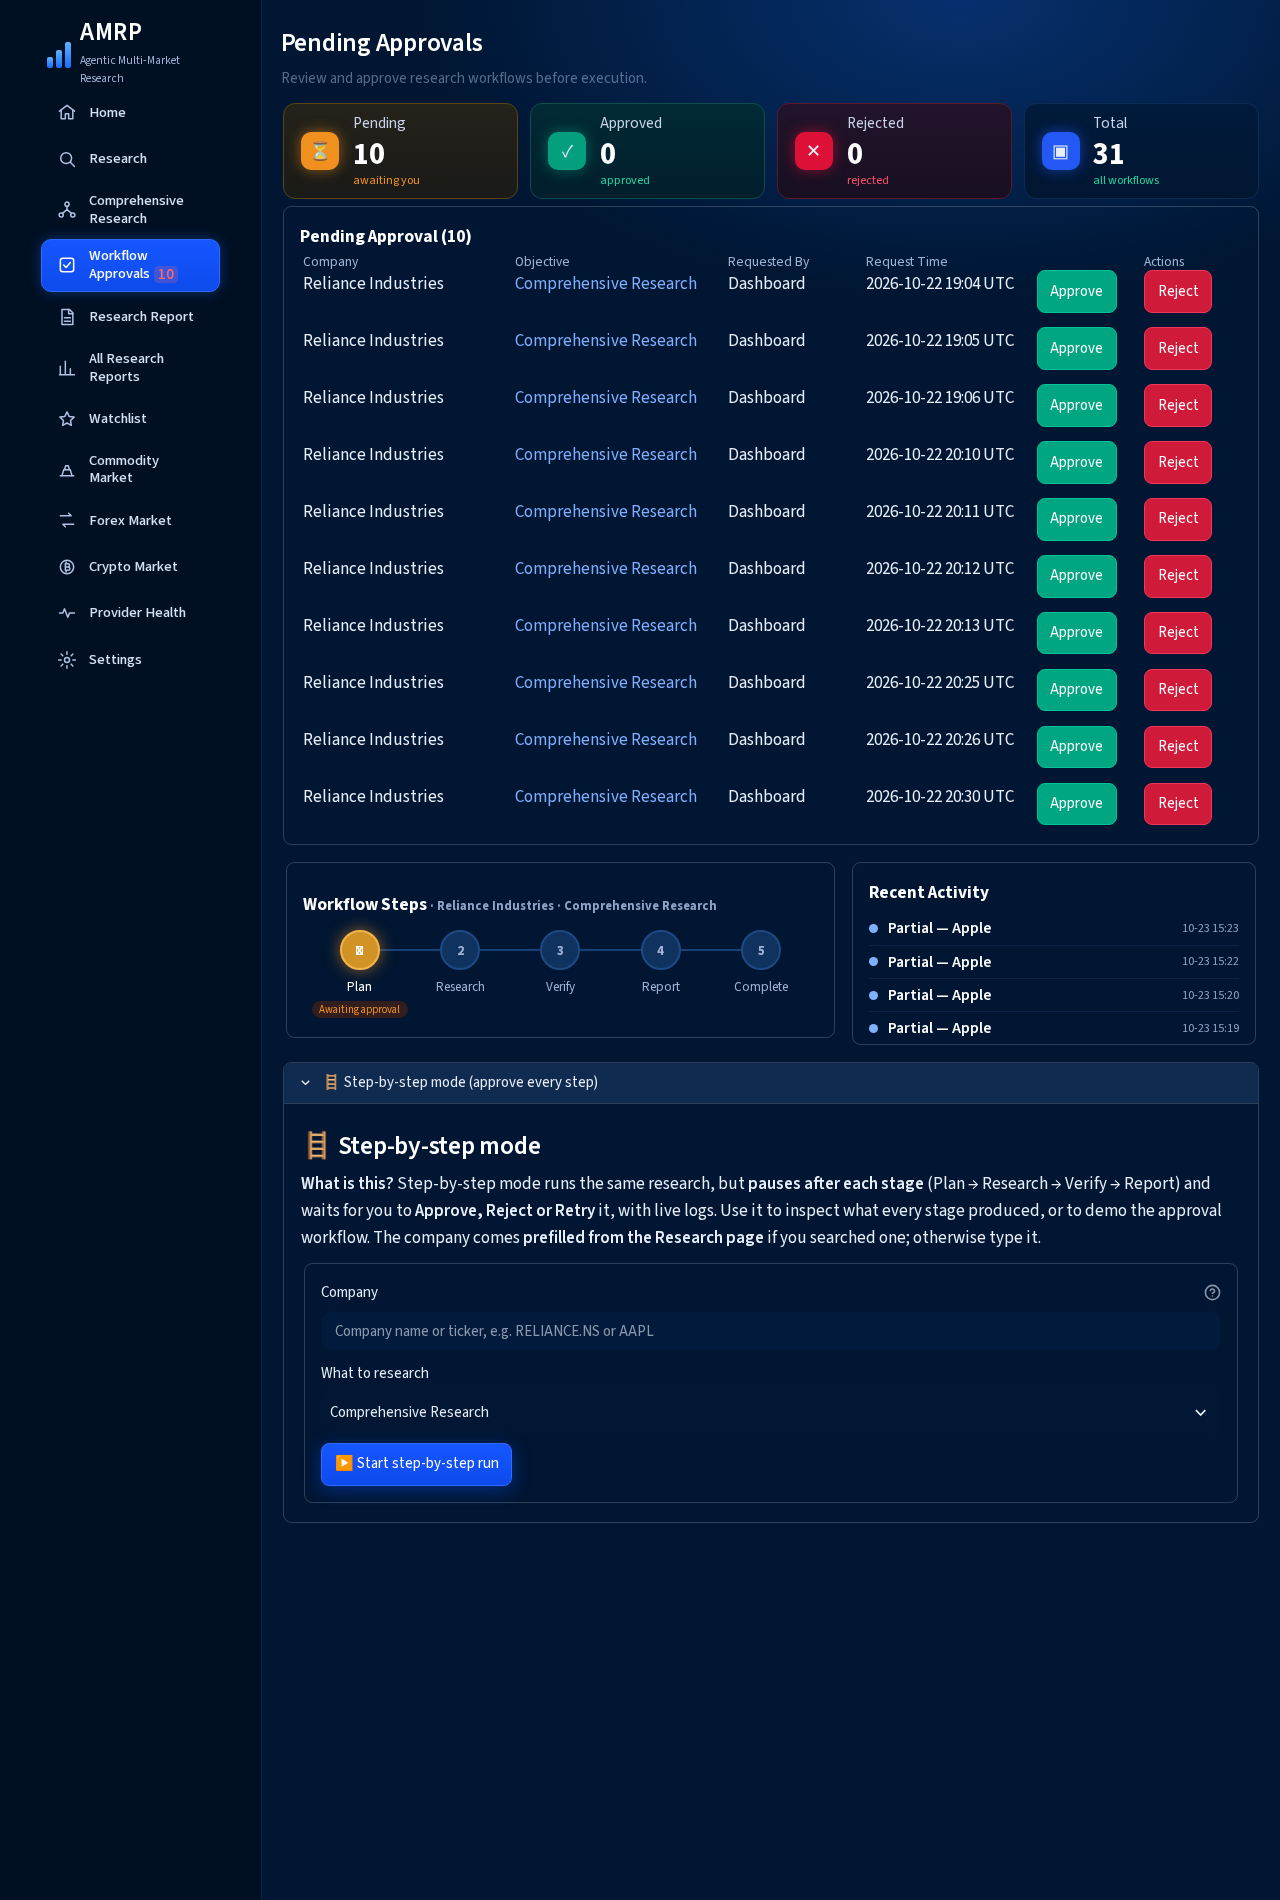 AMRP
Agentic Multi-Market
Research
Home
Research
Comprehensive
Research
Workflow
Approvals 10
Research Report
All Research
Reports
Watchlist
Commodity
Market
Forex Market
Crypto Market
Provider Health
Settings
Pending Approvals
Review and approve research workflows before execution.
Pending
10
awaiting you
Approved
0
approved
Rejected
0
rejected
Total
31
all workflows
Pending Approval (10)
Company Objective Requested By Request Time Actions
Reliance Industries Comprehensive Research Dashboard 2026-10-22 19:04 UTC Approve Reject
Reliance Industries Comprehensive Research Dashboard 2026-10-22 19:05 UTC Approve Reject
Reliance Industries Comprehensive Research Dashboard 2026-10-22 19:06 UTC Approve Reject
Reliance Industries Comprehensive Research Dashboard 2026-10-22 20:10 UTC Approve Reject
Reliance Industries Comprehensive Research Dashboard 2026-10-22 20:11 UTC Approve Reject
Reliance Industries Comprehensive Research Dashboard 2026-10-22 20:12 UTC Approve Reject
Reliance Industries Comprehensive Research Dashboard 2026-10-22 20:13 UTC Approve Reject
Reliance Industries Comprehensive Research Dashboard 2026-10-22 20:25 UTC Approve Reject
Reliance Industries Comprehensive Research Dashboard 2026-10-22 20:26 UTC Approve Reject
Reliance Industries Comprehensive Research Dashboard 2026-10-22 20:30 UTC Approve Reject
Workflow Steps · Reliance Industries · Comprehensive Research
2 3 4 5
Plan Research Verify Report Complete
Awaiting approval
Recent Activity
Partial — Apple 10-23 15:23
Partial — Apple 10-23 15:22
Partial — Apple 10-23 15:20
Partial — Apple 10-23 15:19
🪜 Step-by-step mode (approve every step)
🪜 Step-by-step mode
What is this? Step-by-step mode runs the same research, but pauses after each stage (Plan → Research → Verify → Report) and
waits for you to Approve, Reject or Retry it, with live logs. Use it to inspect what every stage produced, or to demo the approval
workflow. The company comes prefilled from the Research page if you searched one; otherwise type it.
Company
Company name or ticker, e.g. RELIANCE.NS or AAPL
What to research
Comprehensive Research
▶️ Start step-by-step run